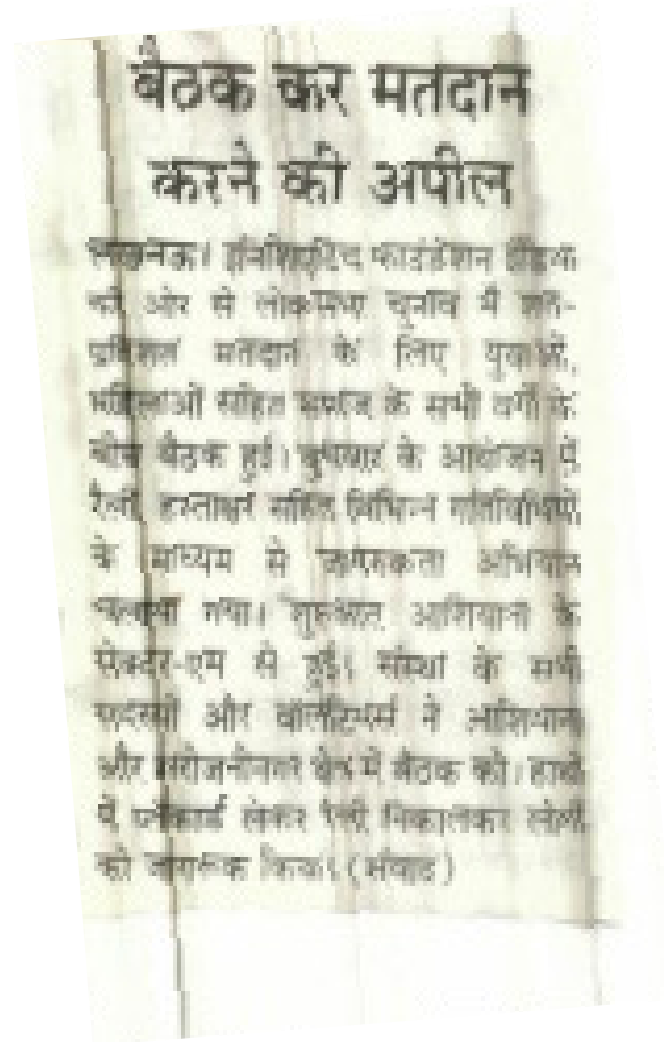 बैठक कर मतदान
करने की अपील
लखनऊ। इनिशिएटिव फाउंडेशन इंडिया
की ओर से लोकसभा चुनाव में शत-
प्रतिशत मतदान के लिए युवाओं,
महिलाओं सहित समाज के सभी वर्गों के
बीच बैठक हुई। बुधवार के आयोजन में
रैली, हस्ताक्षर सहित विभिन्न गतिविधियों
के माध्यम से जागरूकता अभियान
चलाया गया। शुरुआत आशियाना के
सेक्टर-एम से हुई। संस्था के सभी
सदस्यों और वॉलंटियर्स ने आशियाना
और सरोजनीनगर क्षेत्र में बैठक की। हाथों
में प्लेकार्ड लेकर रैली निकालकर लोगों
को जागरूक किया। (संवाद)